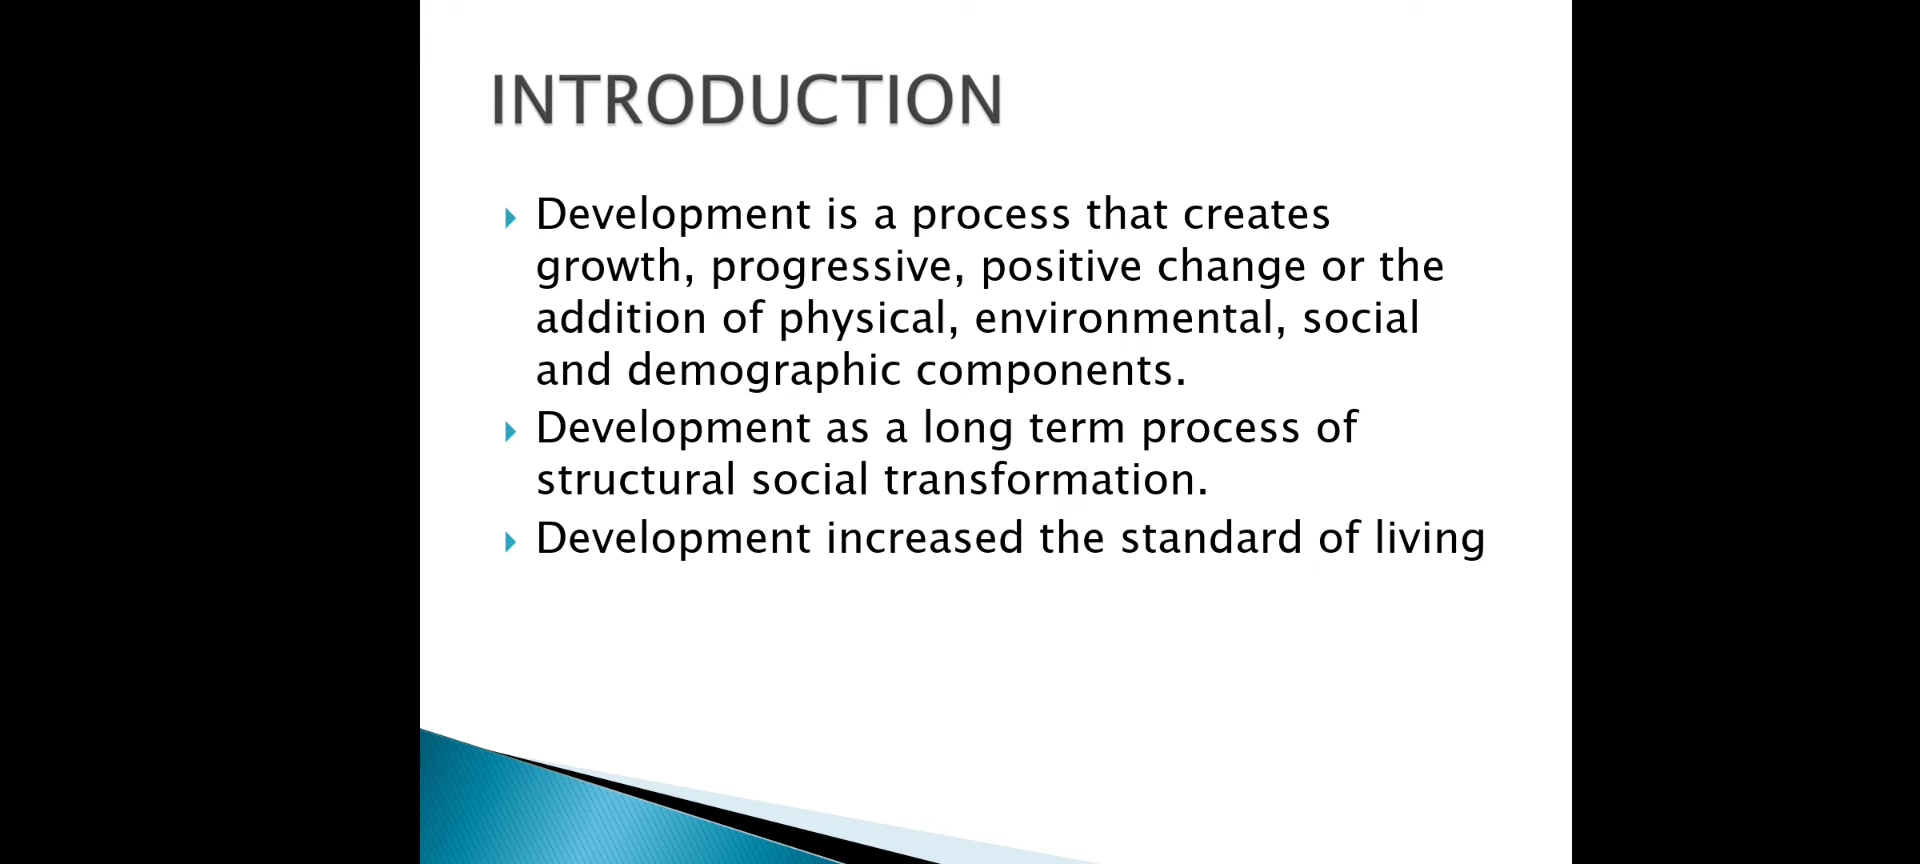 INTRODUCTION
Development is a process that creates
growth, progressive, positive change or the
addition of physical, environmental, social
and demographic components.
Development as a long term process of
structural social transformation.
Development increased the standard of living